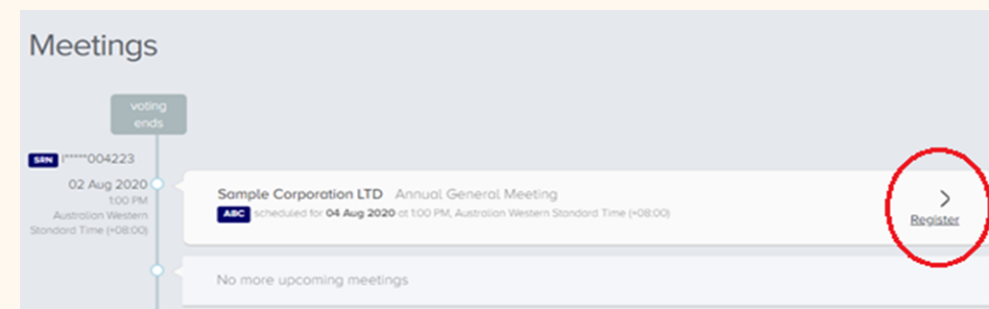 Meetings
voting
ends
SRN I*****004223
02 Aug 2020
1:00 PM
Australian Western
Standard Time (+08:00)
Sample Corporation LTD Annual General Meeting
ABC scheduled for 04 Aug 2020 at 1:00 PM, Australian Western Standard Time (+08:00)
Register
No more upcoming meetings